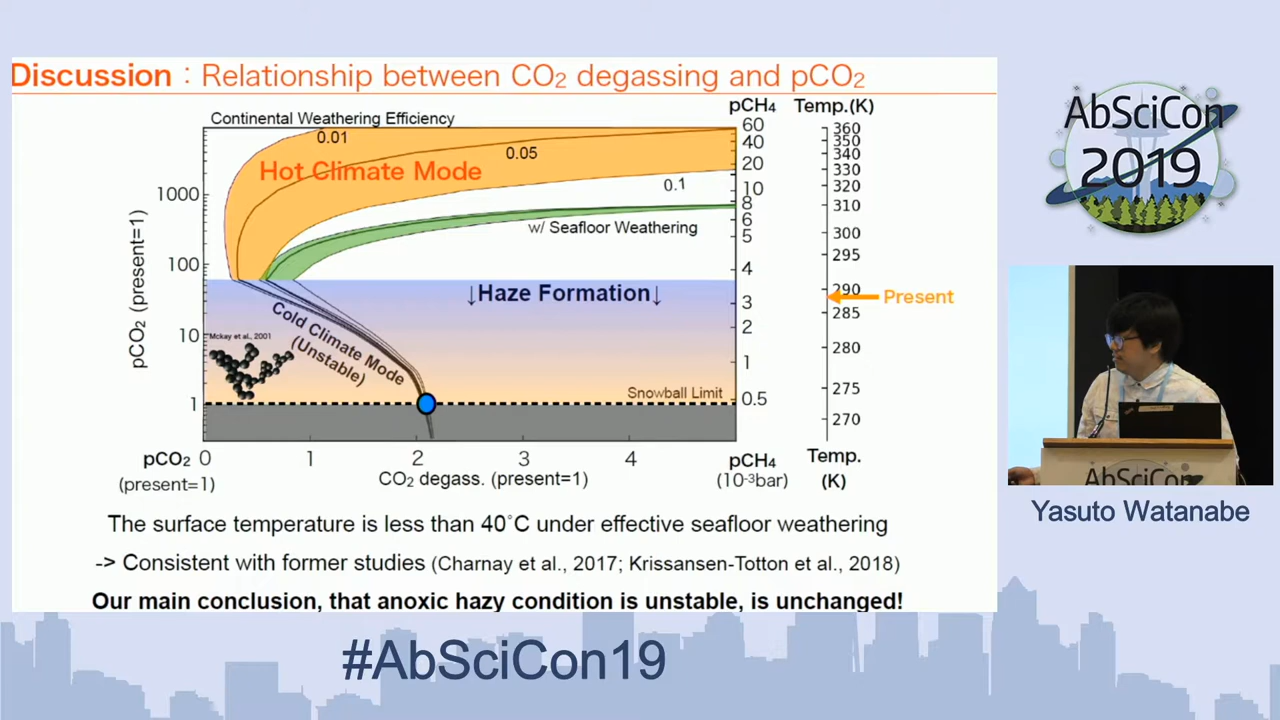 Discussion : Relationship between CO₂ degassing and pCO₂
Continental Weathering Efficiency
pCH₄
Temp.(K)
0.01
0.05
0.1
Hot Climate Mode
w/ Seafloor Weathering
↓Haze Formation↓
Cold Climate Mode
(Unstable)
Mckay et al., 2001
Snowball Limit
Present
pCO₂ (present=1)
1000
100
10
1
60
40
20
10
8
6
5
4
3
2
1
0.5
360
350
340
330
320
310
300
295
290
285
280
275
270
pCO₂
(present=1)
0
1
2
3
4
CO₂ degass. (present=1)
pCH₄
(10⁻³bar)
Temp.
(K)
The surface temperature is less than 40°C under effective seafloor weathering
-> Consistent with former studies (Charnay et al., 2017; Krissansen-Totton et al., 2018)
Our main conclusion, that anoxic hazy condition is unstable, is unchanged!
AbSciCon
2019
AbSciCon
Yasuto Watanabe
#AbSciCon19